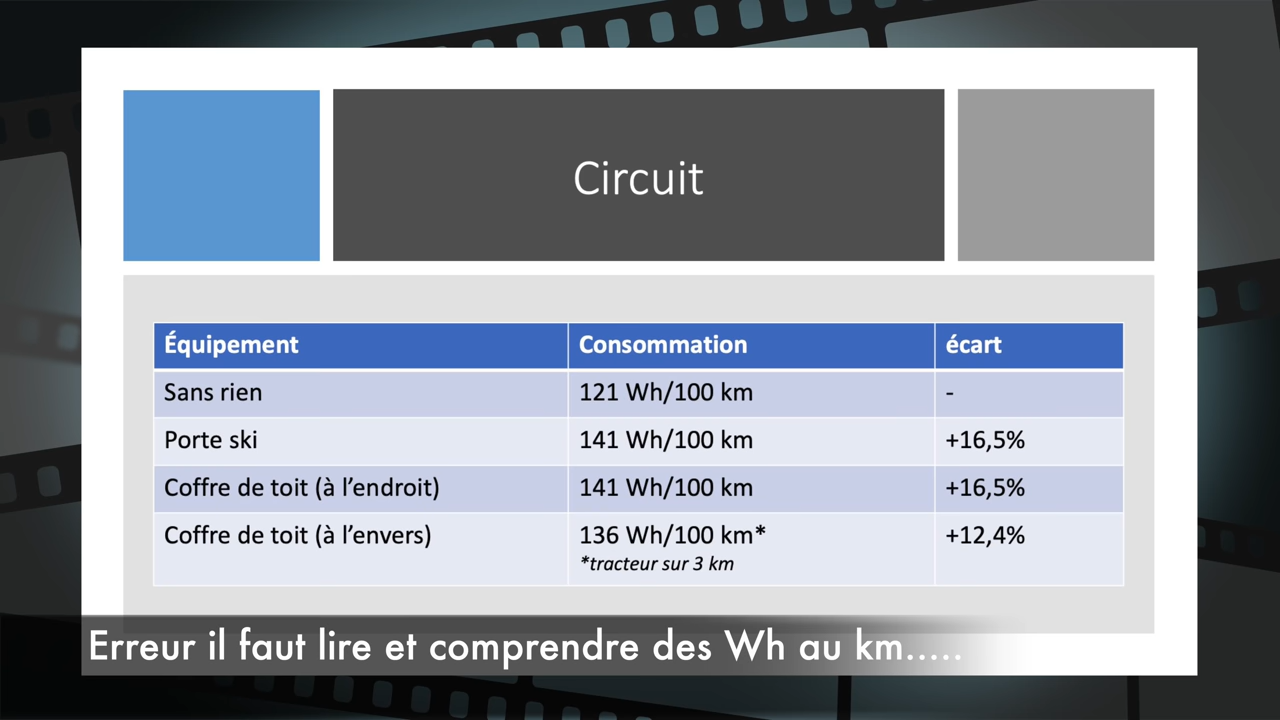 Circuit
Équipement Consommation écart
Sans rien 121 Wh/100 km -
Porte ski 141 Wh/100 km +16,5%
Coffre de toit (à l’endroit) 141 Wh/100 km +16,5%
Coffre de toit (à l’envers) 136 Wh/100 km* +12,4%
*tracteur sur 3 km
Erreur il faut lire et comprendre des Wh au km.....